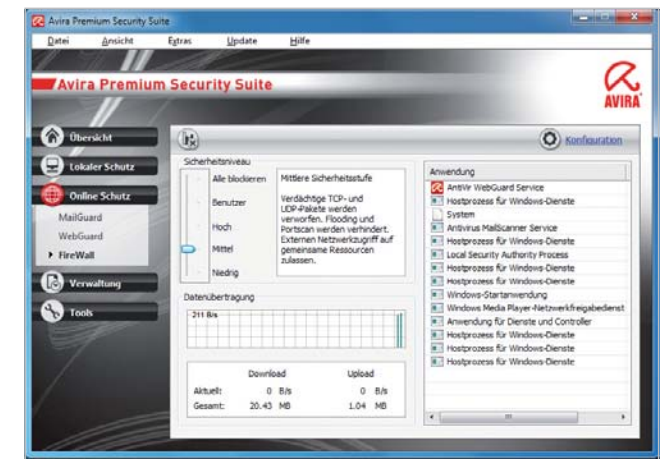 Avira Premium Security Suite
Datei Ansicht Extras Update Hilfe
Avira Premium Security Suite
AVIRA
Übersicht
Lokaler Schutz
Online Schutz
MailGuard
WebGuard
FireWall
Verwaltung
Tools
Konfiguration
Sicherheitsniveau
Alle blockieren
Benutzer
Hoch
Mittel
Niedrig
Mittlere Sicherheitsstufe
Verdächtige TCP- und
UDP-Pakete werden
verworfen. Flooding und
Portscan werden verhindert.
Externen Netzwerkzugriff auf
gemeinsame Ressourcen
zulassen.
Datenübertragung
211 B/s
Download Upload
Aktuell: 0 B/s 0 B/s
Gesamt: 20.43 MB 1.04 MB
Anwendung
AntiVir WebGuard Service
Hostprozess für Windows-Dienste
System
Antivirus MailScanner Service
Hostprozess für Windows-Dienste
Local Security Authority Process
Hostprozess für Windows-Dienste
Hostprozess für Windows-Dienste
Windows-Startanwendung
Windows Media Player-Netzwerkfreigabedienst
Anwendung für Dienste und Controller
Hostprozess für Windows-Dienste
Hostprozess für Windows-Dienste
Hostprozess für Windows-Dienste